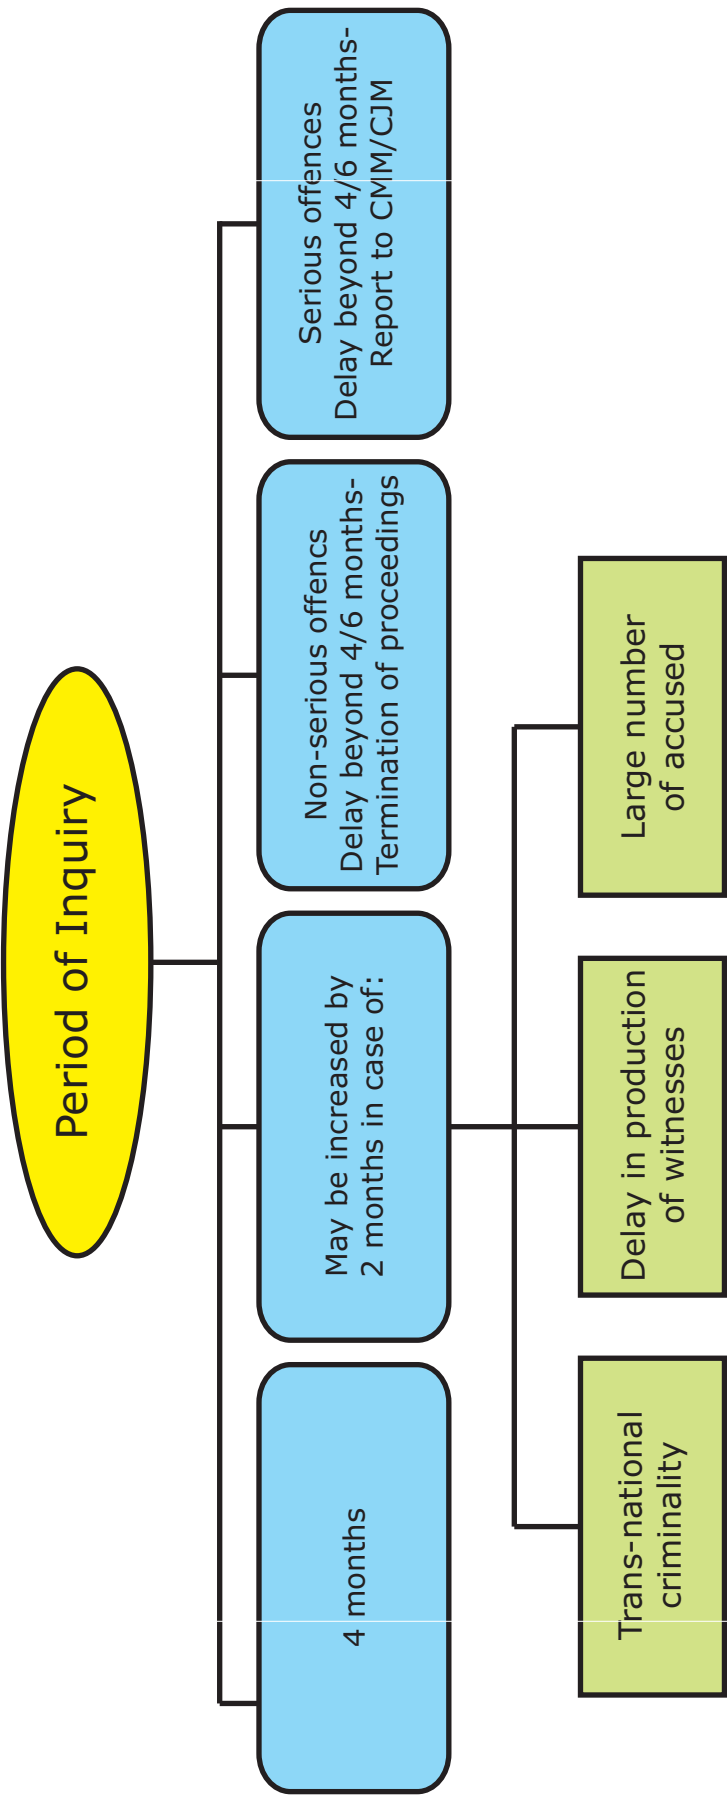 Period of Inquiry
4 months
May be increased by
2 months in case of:
Non-serious offencs
Delay beyond 4/6 months-
Termination of proceedings
Serious offences
Delay beyond 4/6 months-
Report to CMM/CJM
Trans-national
criminality
Delay in production
of witnesses
Large number
of accused